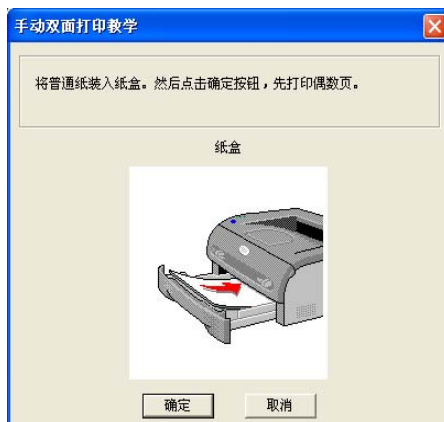 手动双面打印教学
将普通纸装入纸盒。然后点击确定按钮，先打印偶数页。
纸盒
确定
取消